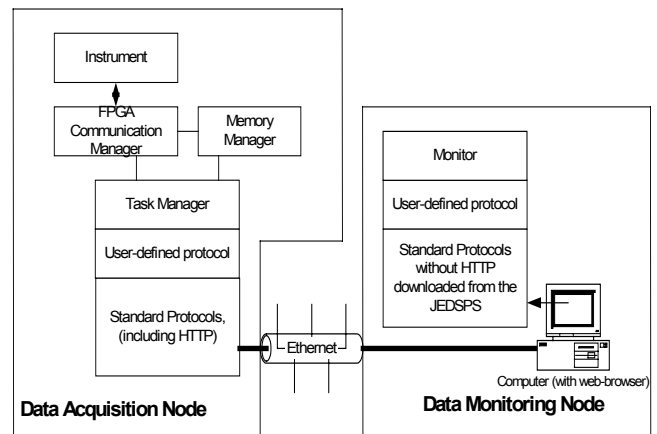 Instrument
FPGA
Communication
Manager
Memory
Manager
Task Manager
User-defined protocol
Standard Protocols,
(including HTTP)
Data Acquisition Node
Ethernet
Monitor
User-defined protocol
Standard Protocols
without HTTP
downloaded from the
JEDSPS
Computer (with web-browser)
Data Monitoring Node